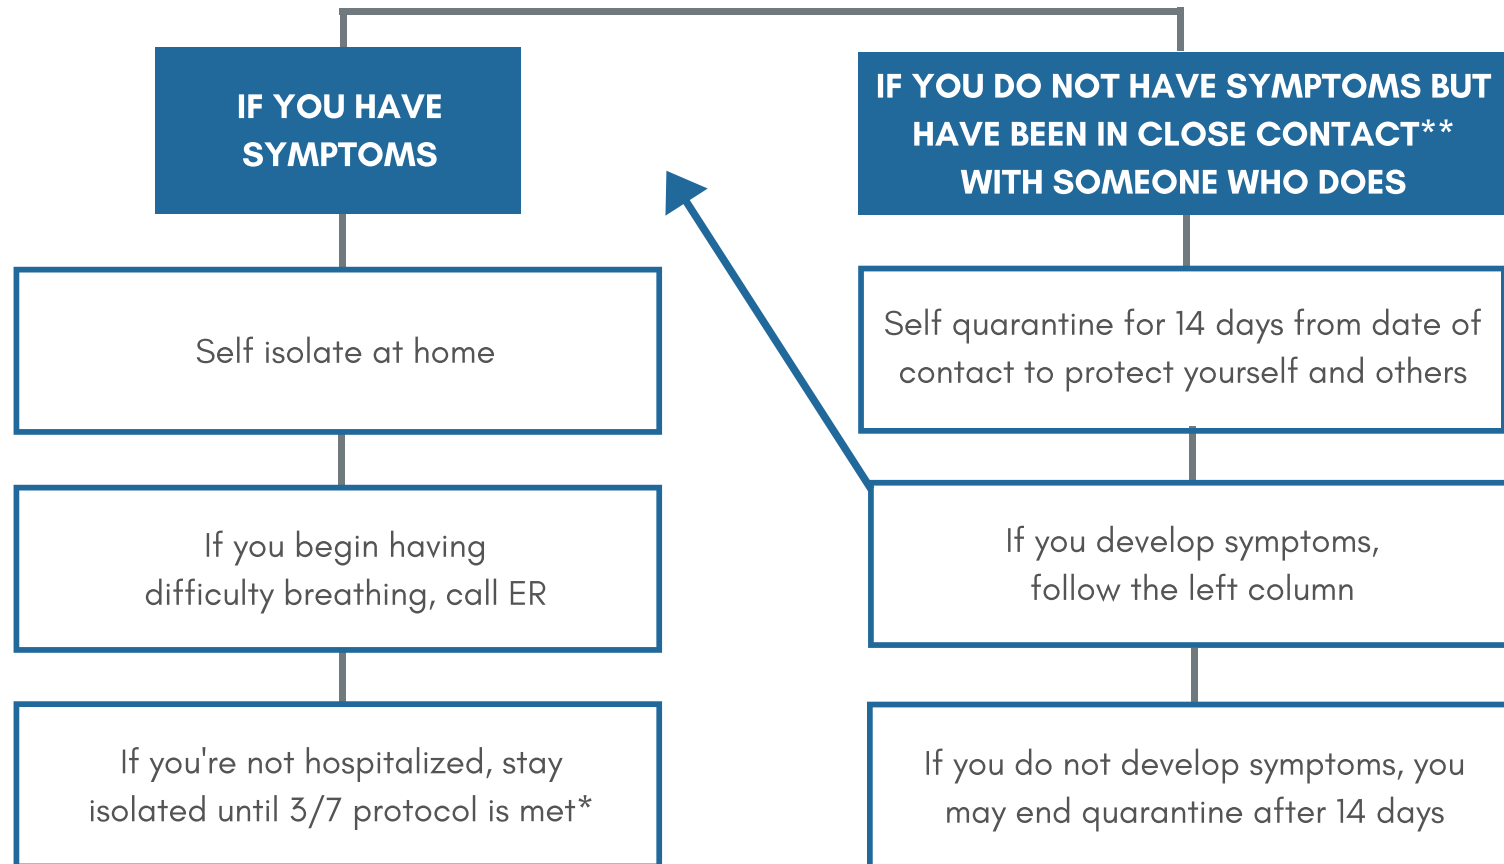 IF YOU HAVE
SYMPTOMS
Self isolate at home
If you begin having
difficulty breathing, call ER
If you're not hospitalized, stay
isolated until 3/7 protocol is met*
IF YOU DO NOT HAVE SYMPTOMS BUT
HAVE BEEN IN CLOSE CONTACT**
WITH SOMEONE WHO DOES
Self quarantine for 14 days from date of
contact to protect yourself and others
If you develop symptoms,
follow the left column
If you do not develop symptoms, you
may end quarantine after 14 days